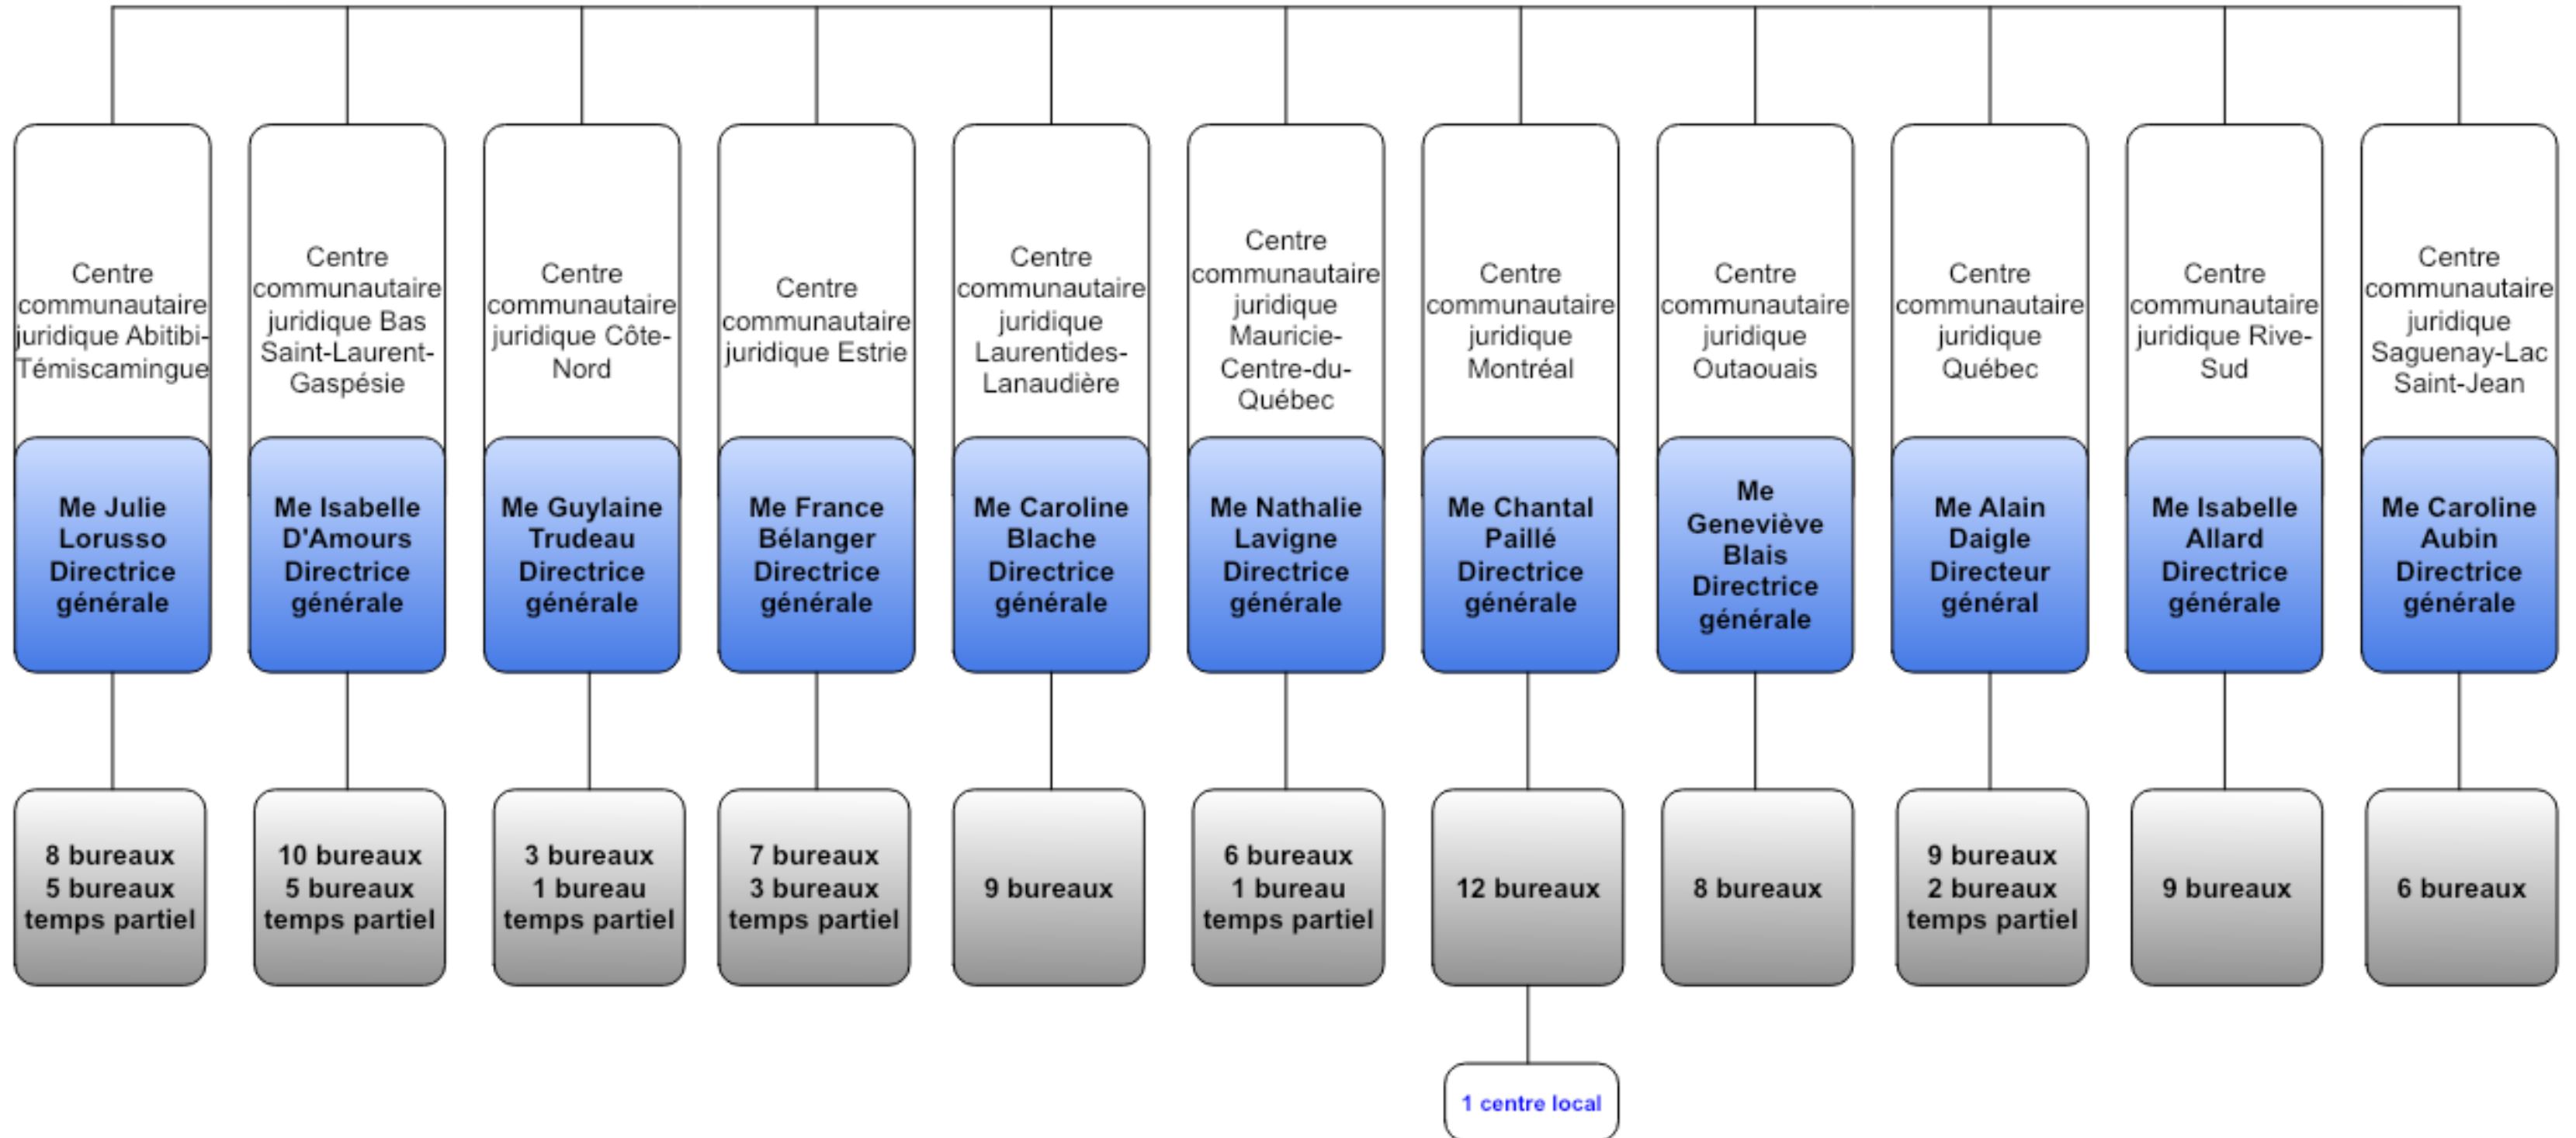 Centre
communautaire
juridique Abitibi-
Témiscamingue
Me Julie
Lorusso
Directrice
générale
8 bureaux
5 bureaux
temps partiel
Centre
communautaire
juridique Bas
Saint-Laurent-
Gaspésie
Me Isabelle
D'Amours
Directrice
générale
10 bureaux
5 bureaux
temps partiel
Centre
communautaire
juridique Côte-
Nord
Me Guylaine
Trudeau
Directrice
générale
3 bureaux
1 bureau
temps partiel
Centre
communautaire
juridique Estrie
Me France
Bélanger
Directrice
générale
7 bureaux
3 bureaux
temps partiel
Centre
communautaire
juridique
Laurentides-
Lanaudière
Me Caroline
Blache
Directrice
générale
9 bureaux
Centre
communautaire
juridique
Mauricie-
Centre-du-
Québec
Me Nathalie
Lavigne
Directrice
générale
6 bureaux
1 bureau
temps partiel
Centre
communautaire
juridique
Montréal
Me Chantal
Paillé
Directrice
générale
12 bureaux
1 centre local
Centre
communautaire
juridique
Outaouais
Me
Geneviève
Blais
Directrice
générale
8 bureaux
Centre
communautaire
juridique
Québec
Me Alain
Daigle
Directeur
général
9 bureaux
2 bureaux
temps partiel
Centre
communautaire
juridique Rive-
Sud
Me Isabelle
Allard
Directrice
générale
9 bureaux
Centre
communautaire
juridique
Saguenay-Lac
Saint-Jean
Me Caroline
Aubin
Directrice
générale
6 bureaux